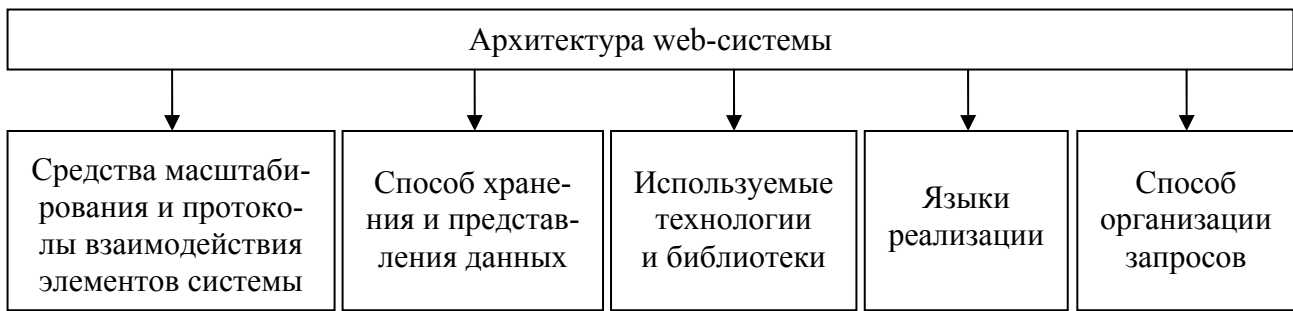 Архитектура web-системы
Средства масштаби-
рования и протоко-
лы взаимодействия
элементов системы
Способ хране-
ния и представ-
ления данных
Используемые
технологии
и библиотеки
Языки
реализации
Способ
организации
запросов